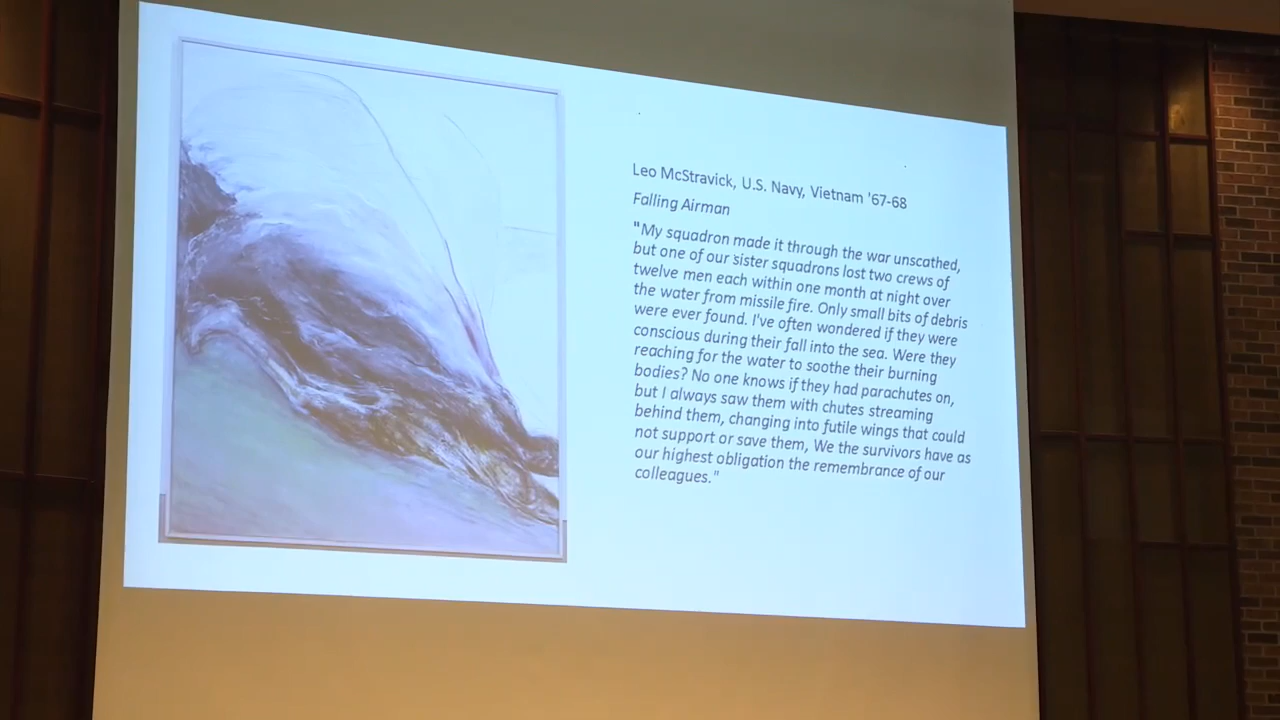 Leo McStravick, U.S. Navy, Vietnam '67-68
Falling Airman
"My squadron made it through the war unscathed,
but one of our sister squadrons lost two crews of
twelve men each within one month at night over
the water from missile fire. Only small bits of debris
were ever found. I've often wondered if they were
conscious during their fall into the sea. Were they
reaching for the water to soothe their burning
bodies? No one knows if they had parachutes on,
but I always saw them with chutes streaming
behind them, changing into futile wings that could
not support or save them, We the survivors have as
our highest obligation the remembrance of our
colleagues."